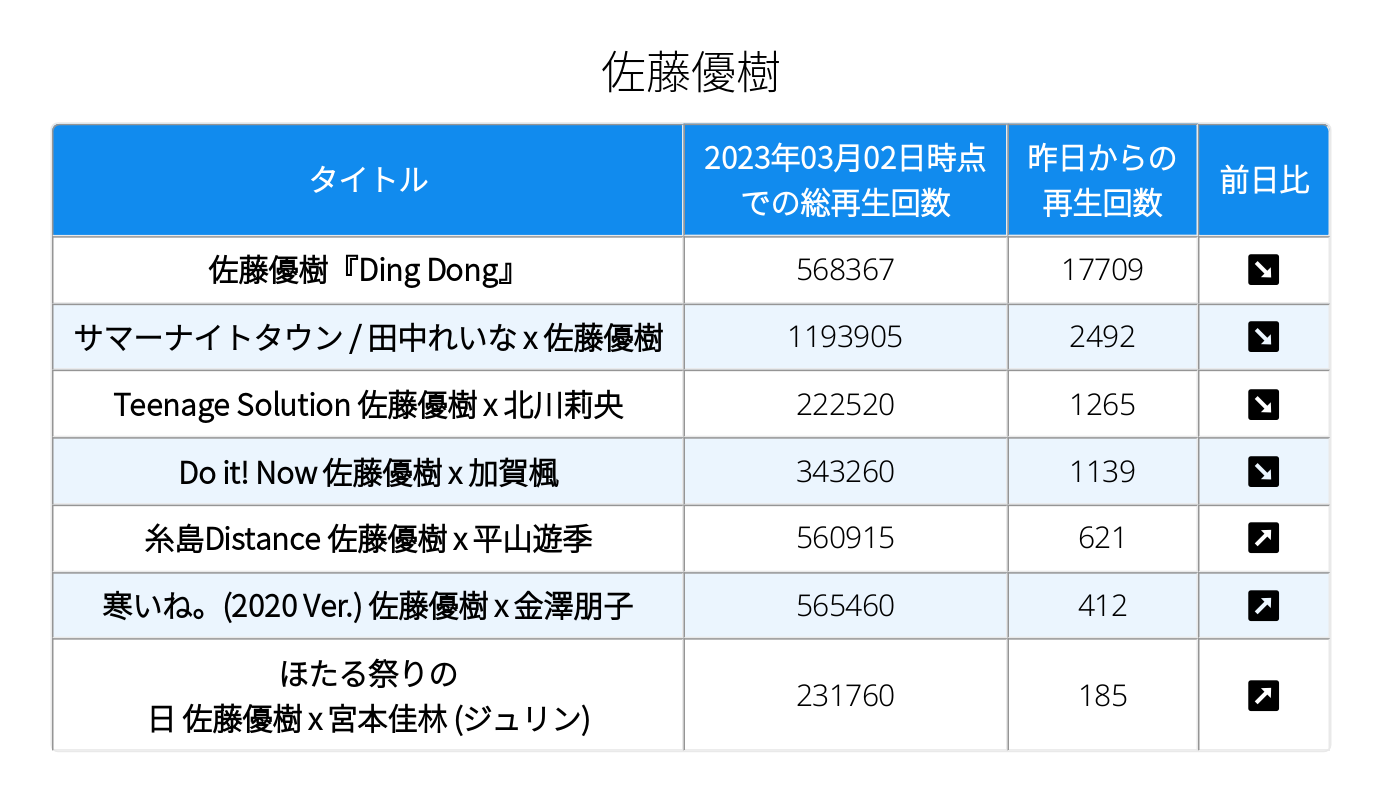 佐藤優樹
タイトル
2023年03月02日時点
での総再生回数
昨日からの
再生回数
前日比
佐藤優樹『Ding Dong』 568367 17709
サマーナイトタウン / 田中れいな x 佐藤優樹 1193905 2492
Teenage Solution 佐藤優樹 x 北川莉央 222520 1265
Do it! Now 佐藤優樹 x 加賀楓 343260 1139
糸島Distance 佐藤優樹 x 平山遊季 560915 621
寒いね。(2020 Ver.) 佐藤優樹 x 金澤朋子 565460 412
ほたる祭りの
日 佐藤優樹 x 宮本佳林 (ジュリン) 231760 185